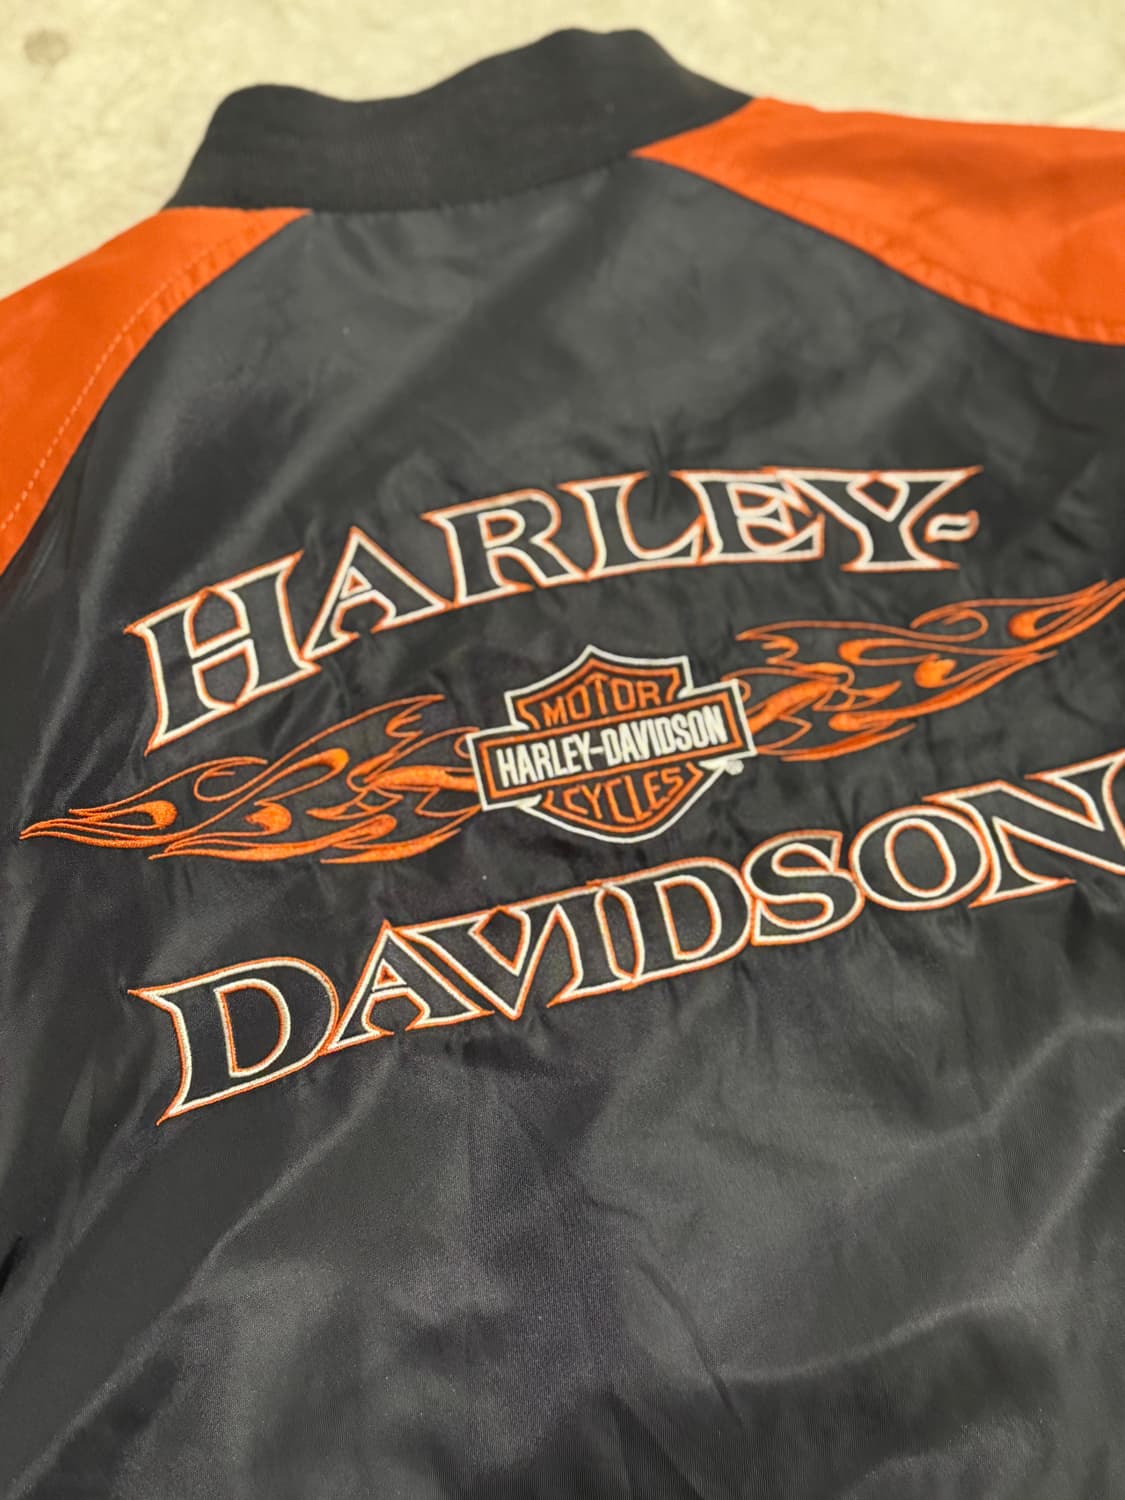 HARLEY-
MOTOR
HARLEY-DAVIDSON
CYCLES
®
DAVIDSON